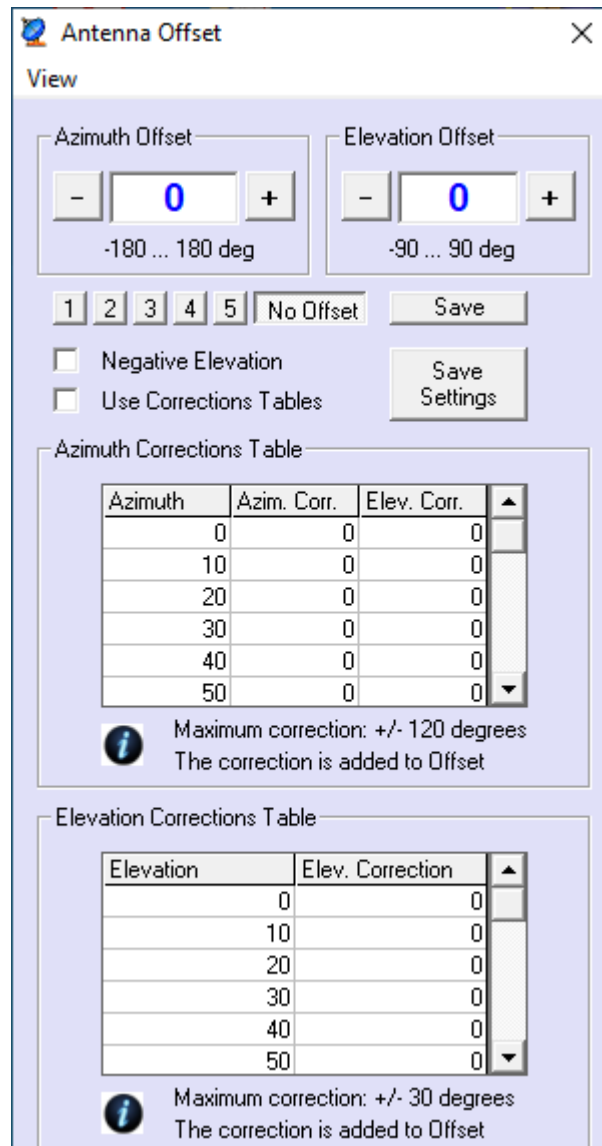 Antenna Offset
View
Azimuth Offset
- 0 +
-180 ... 180 deg
Elevation Offset
- 0 +
-90 ... 90 deg
1 2 3 4 5 No Offset Save
Negative Elevation
Use Corrections Tables
Save
Settings
Azimuth Corrections Table
Azimuth Azim. Corr. Elev. Corr.
0 0 0
10 0 0
20 0 0
30 0 0
40 0 0
50 0 0
Maximum correction: +/- 120 degrees
The correction is added to Offset
Elevation Corrections Table
Elevation Elev. Correction
0 0
10 0
20 0
30 0
40 0
50 0
Maximum correction: +/- 30 degrees
The correction is added to Offset